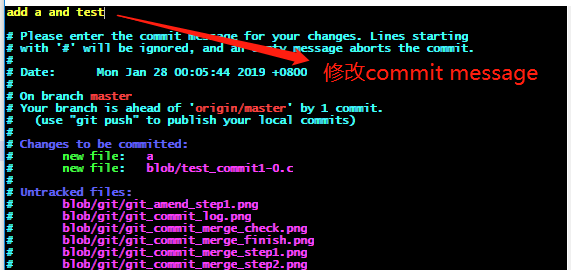 add a and test
# Please enter the commit message for your changes. Lines starting
# with '#' will be ignored, and an empty message aborts the commit.
#
# Date:      Mon Jan 28 00:05:44 2019 +0800
修改commit message
#
# On branch master
# Your branch is ahead of 'origin/master' by 1 commit.
#   (use "git push" to publish your local commits)
#
# Changes to be committed:
#       new file:   a
#       new file:   blob/test_commit1-0.c
#
# Untracked files:
#       blob/git/git_amend_step1.png
#       blob/git/git_commit_log.png
#       blob/git/git_commit_merge_check.png
#       blob/git/git_commit_merge_finish.png
#       blob/git/git_commit_merge_step1.png
#       blob/git/git_commit_merge_step2.png